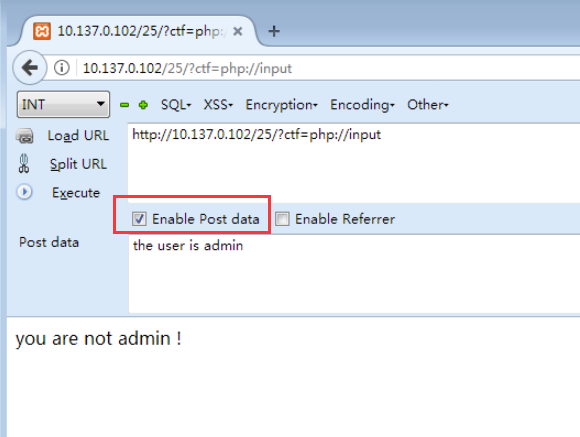 10.137.0.102/25/?ctf=php:/
10.137.0.102/25/?ctf=php://input
INT SQL XSS Encryption Encoding Other
Load URL http://10.137.0.102/25/?ctf=php://input
Split URL
Execute
Enable Post data Enable Referrer
Post data the user is admin
you are not admin !